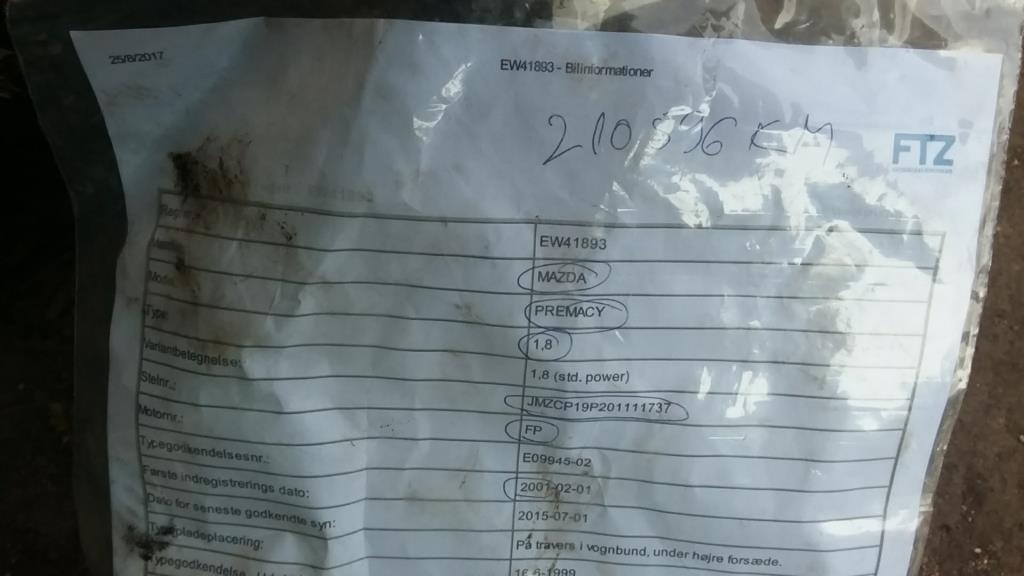 25/8/2017
EW41893 - Bilinformationer
KM
FTZ
EW41893
MAZDA
PREMACY
Type: 1,8
Variantbetegnelse: 1,8 (std. power)
Stelnr.: JMZCP19P201111737
Motornr.: FP
Typegodkendelsesnr.: E09945-02
Første indregistrerings dato: 2001-02-01
Dato for seneste godkendte syn: 2015-07-01
Typepladeplacering: På travers i vognbund, under højre forsæde.
Typegodkendelse